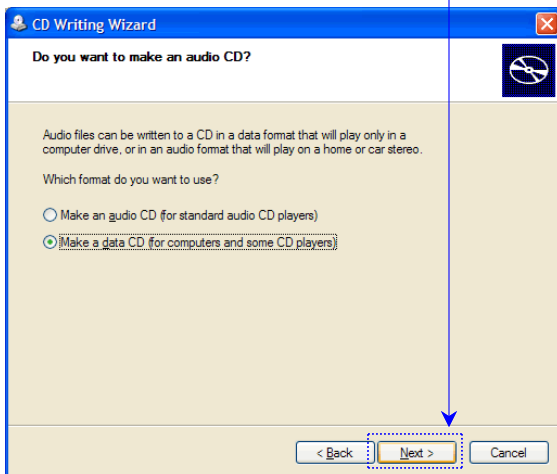 CD Writing Wizard
Do you want to make an audio CD?
Audio files can be written to a CD in a data format that will play only in a
computer drive, or in an audio format that will play on a home or car stereo.
Which format do you want to use?
Make an audio CD (for standard audio CD players)
Make a data CD (for computers and some CD players)
< Back Next > Cancel